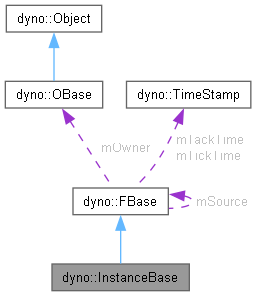 dyno::Object
dyno::OBase
dyno::TimeStamp
mOwner
mTackTime
mTickTime
dyno::FBase
mSource
dyno::InstanceBase